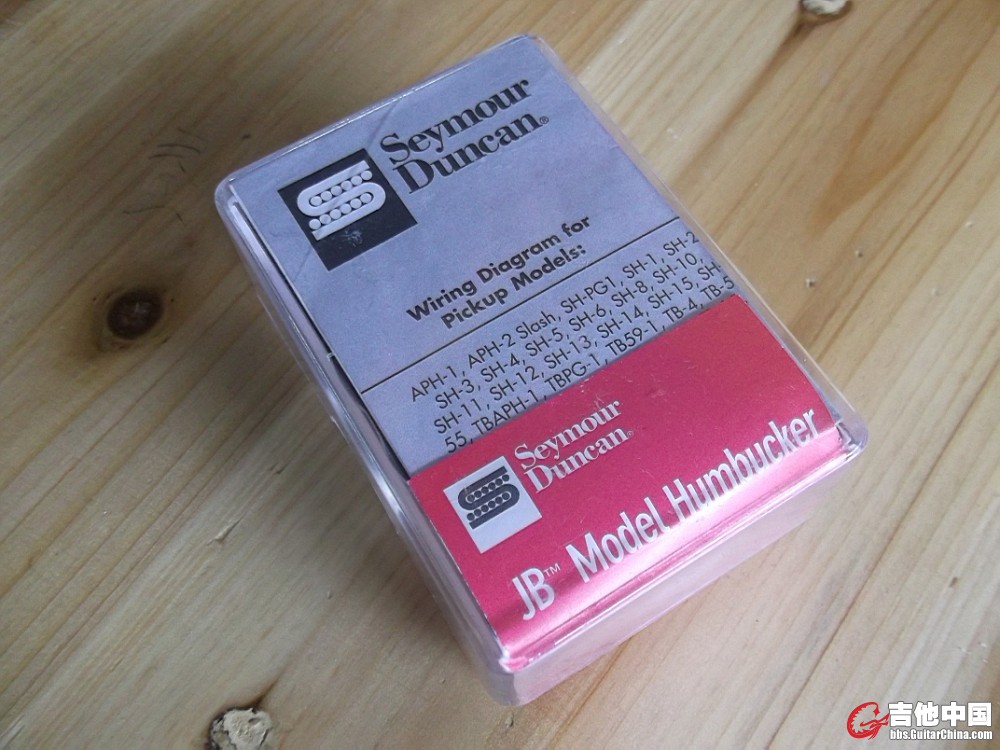 Seymour
Duncan®
Wiring Diagram for
Pickup Models:
APH-1, APH-2 Slash, SH-PG1, SH-1, SH-2
SH-3, SH-4, SH-5, SH-6, SH-8, SH-10,
SH-11, SH-12, SH-13, SH-14, SH-15, SH-
55, TBAPH-1, TBPG-1, TB59-1, TB-4, TB-5
Seymour
Duncan®
JB™ Model Humbucker
吉他中国
bbs.GuitarChina.com